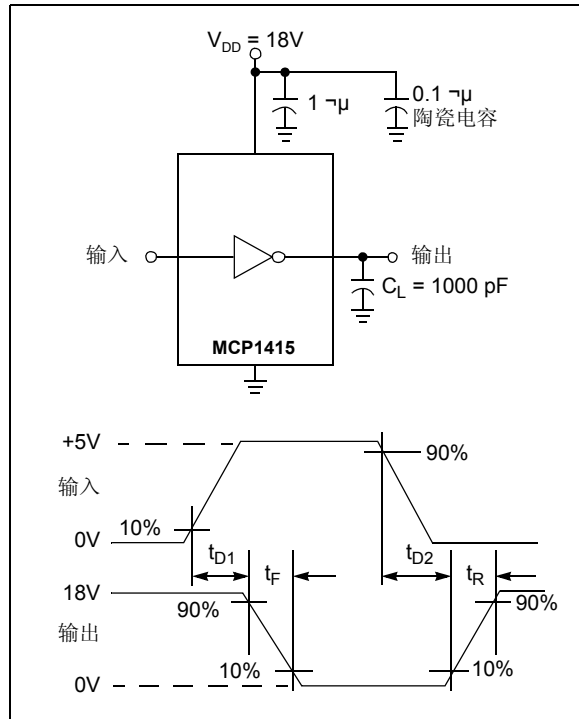 VDD = 18V
1 ¬µ
0.1 ¬µ
陶瓷电容
输入
输出
CL = 1000 pF
MCP1415
+5V
90%
输入
10%
0V
tD1
tF
tD2
tR
18V
90%
90%
输出
10%
10%
0V